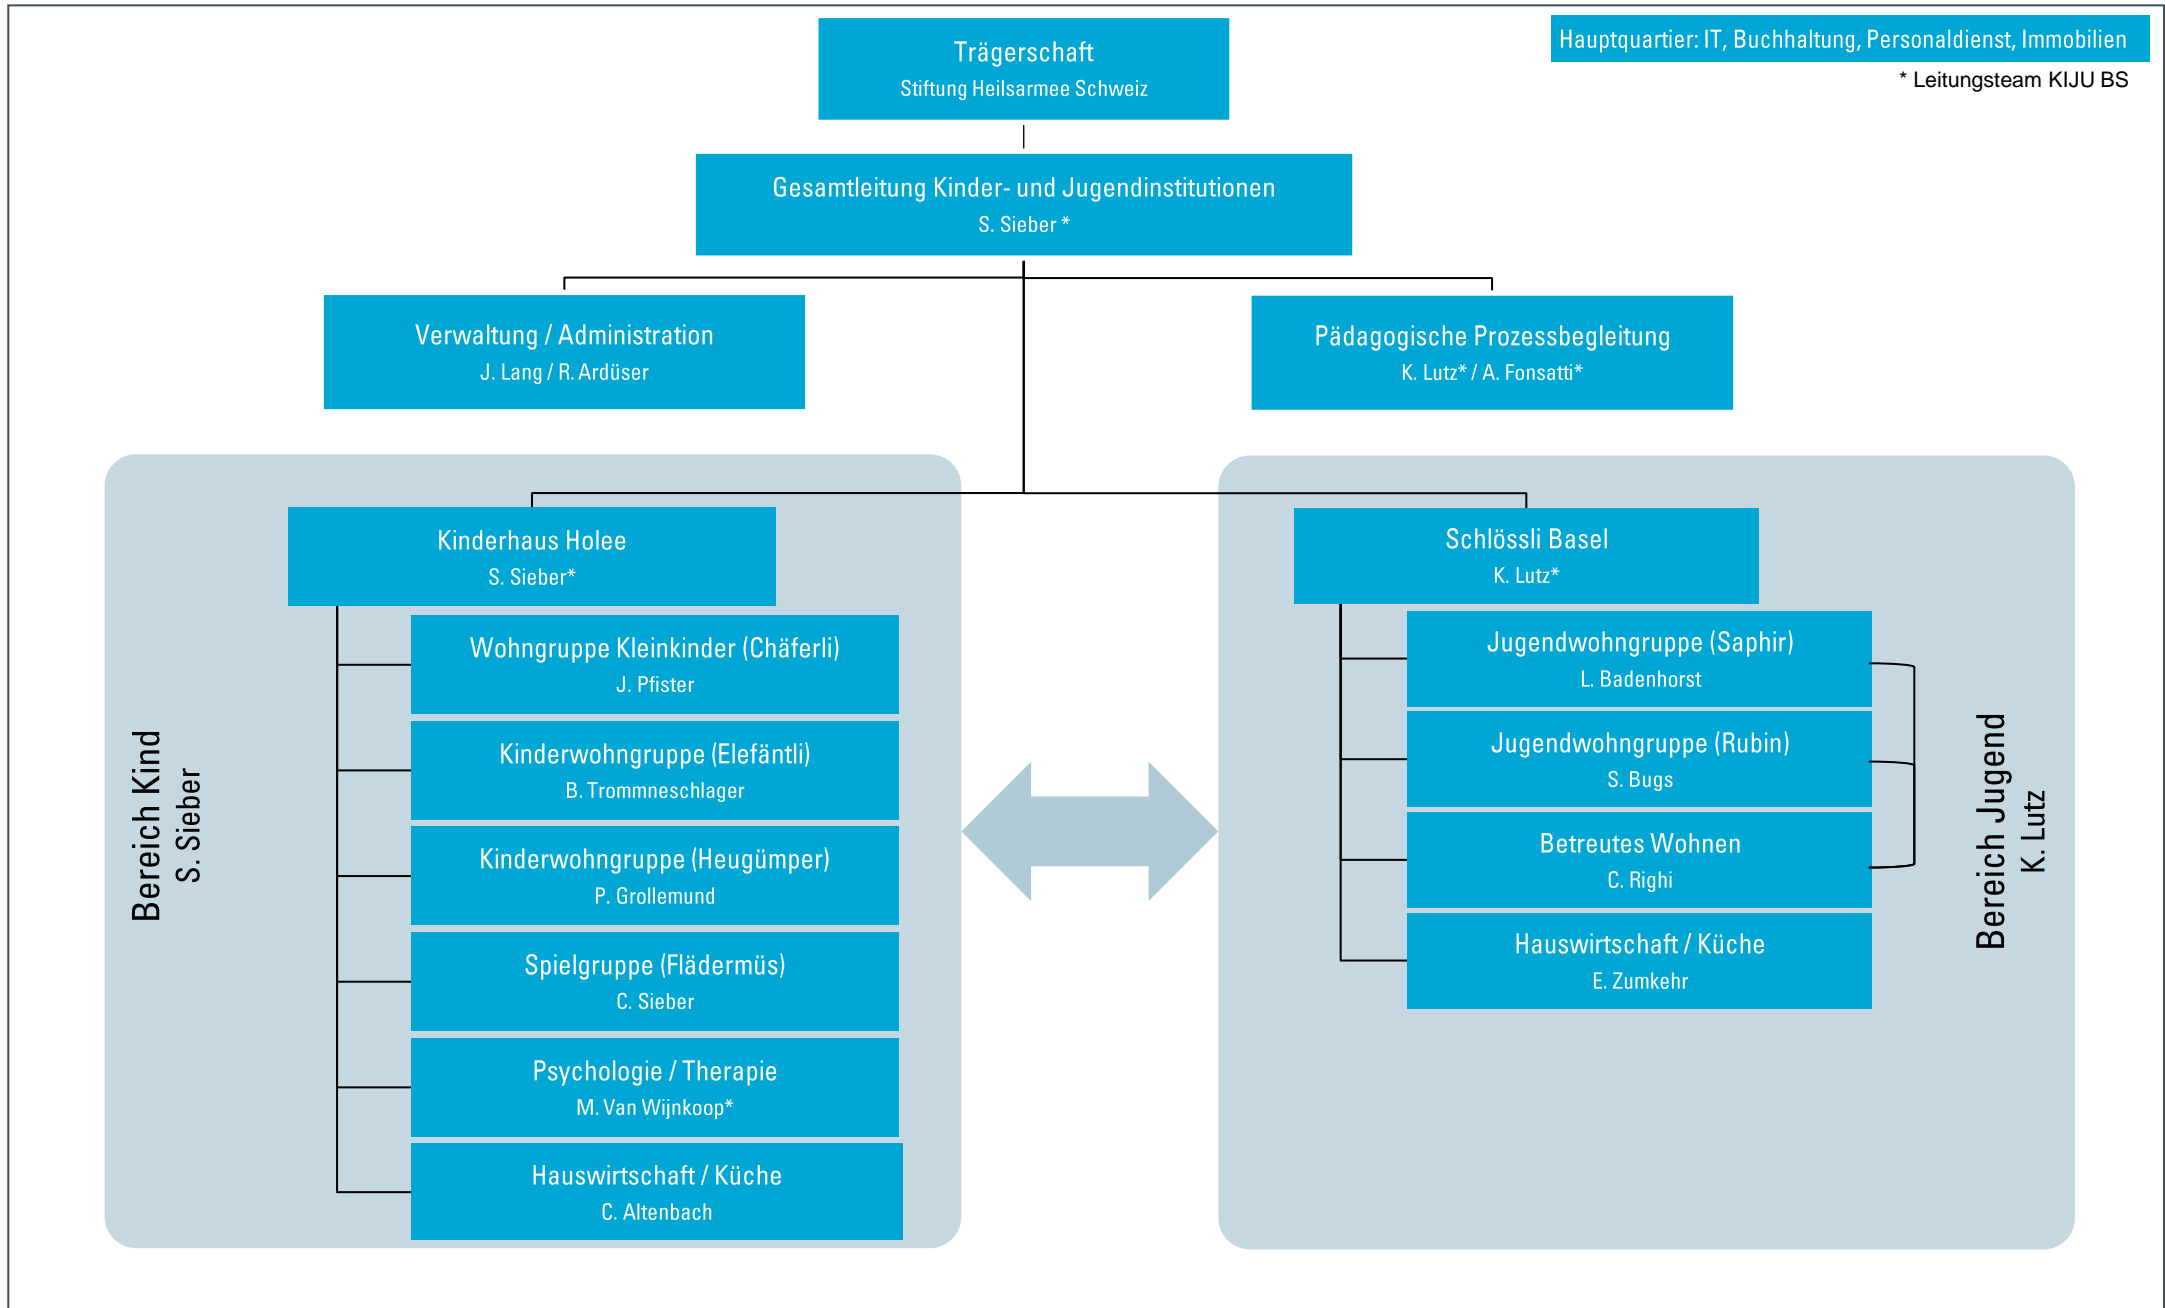 Trägerschaft
Stiftung Heilsarmee Schweiz
Hauptquartier: IT, Buchhaltung, Personaldienst, Immobilien
* Leitungsteam KIJU BS
Gesamtleitung Kinder- und Jugendinstitutionen
S. Sieber *
Verwaltung / Administration
J. Lang / R. Ardüser
Pädagogische Prozessbegleitung
K. Lutz* / A. Fonsatti*
Bereich Kind
S. Sieber
Kinderhaus Holee
S. Sieber*
Wohngruppe Kleinkinder (Chäferli)
J. Pfister
Kinderwohngruppe (Elefäntli)
B. Trommneschlager
Kinderwohngruppe (Heugümper)
P. Grollemund
Spielgruppe (Flädermüs)
C. Sieber
Psychologie / Therapie
M. Van Wijnkoop*
Hauswirtschaft / Küche
C. Altenbach
Schlössli Basel
K. Lutz*
Jugendwohngruppe (Saphir)
L. Badenhorst
Jugendwohngruppe (Rubin)
S. Bugs
Betreutes Wohnen
C. Righi
Hauswirtschaft / Küche
E. Zumkehr
Bereich Jugend
K. Lutz